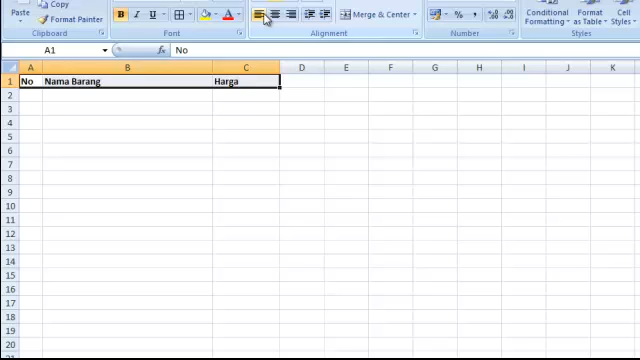 Copy
Paste
Format Painter
Clipboard
B I U
A
Font
Merge & Center
Alignment
% ,
Number
Conditional Formatting
Format as Table
Cell Styles
Styles
A1
fx
No
A B C D E F G H I J K
1 No Nama Barang Harga
2
3
4
5
6
7
8
9
10
11
12
13
14
15
16
17
18
19
20
21